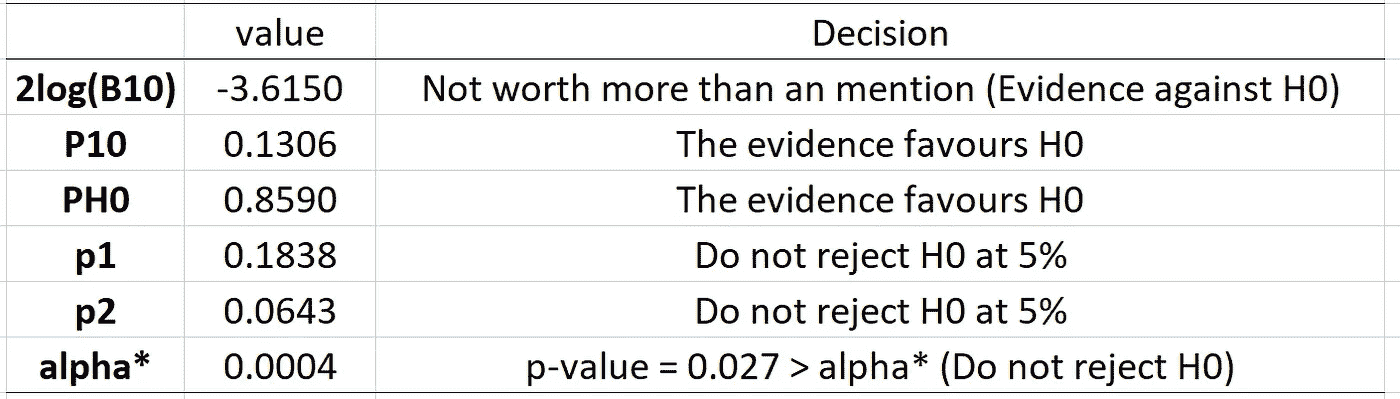 value Decision
2log(B10) -3.6150 Not worth more than an mention (Evidence against H0)
P10 0.1306 The evidence favours H0
PH0 0.8590 The evidence favours H0
p1 0.1838 Do not reject H0 at 5%
p2 0.0643 Do not reject H0 at 5%
alpha* 0.0004 p-value = 0.027 > alpha* (Do not reject H0)